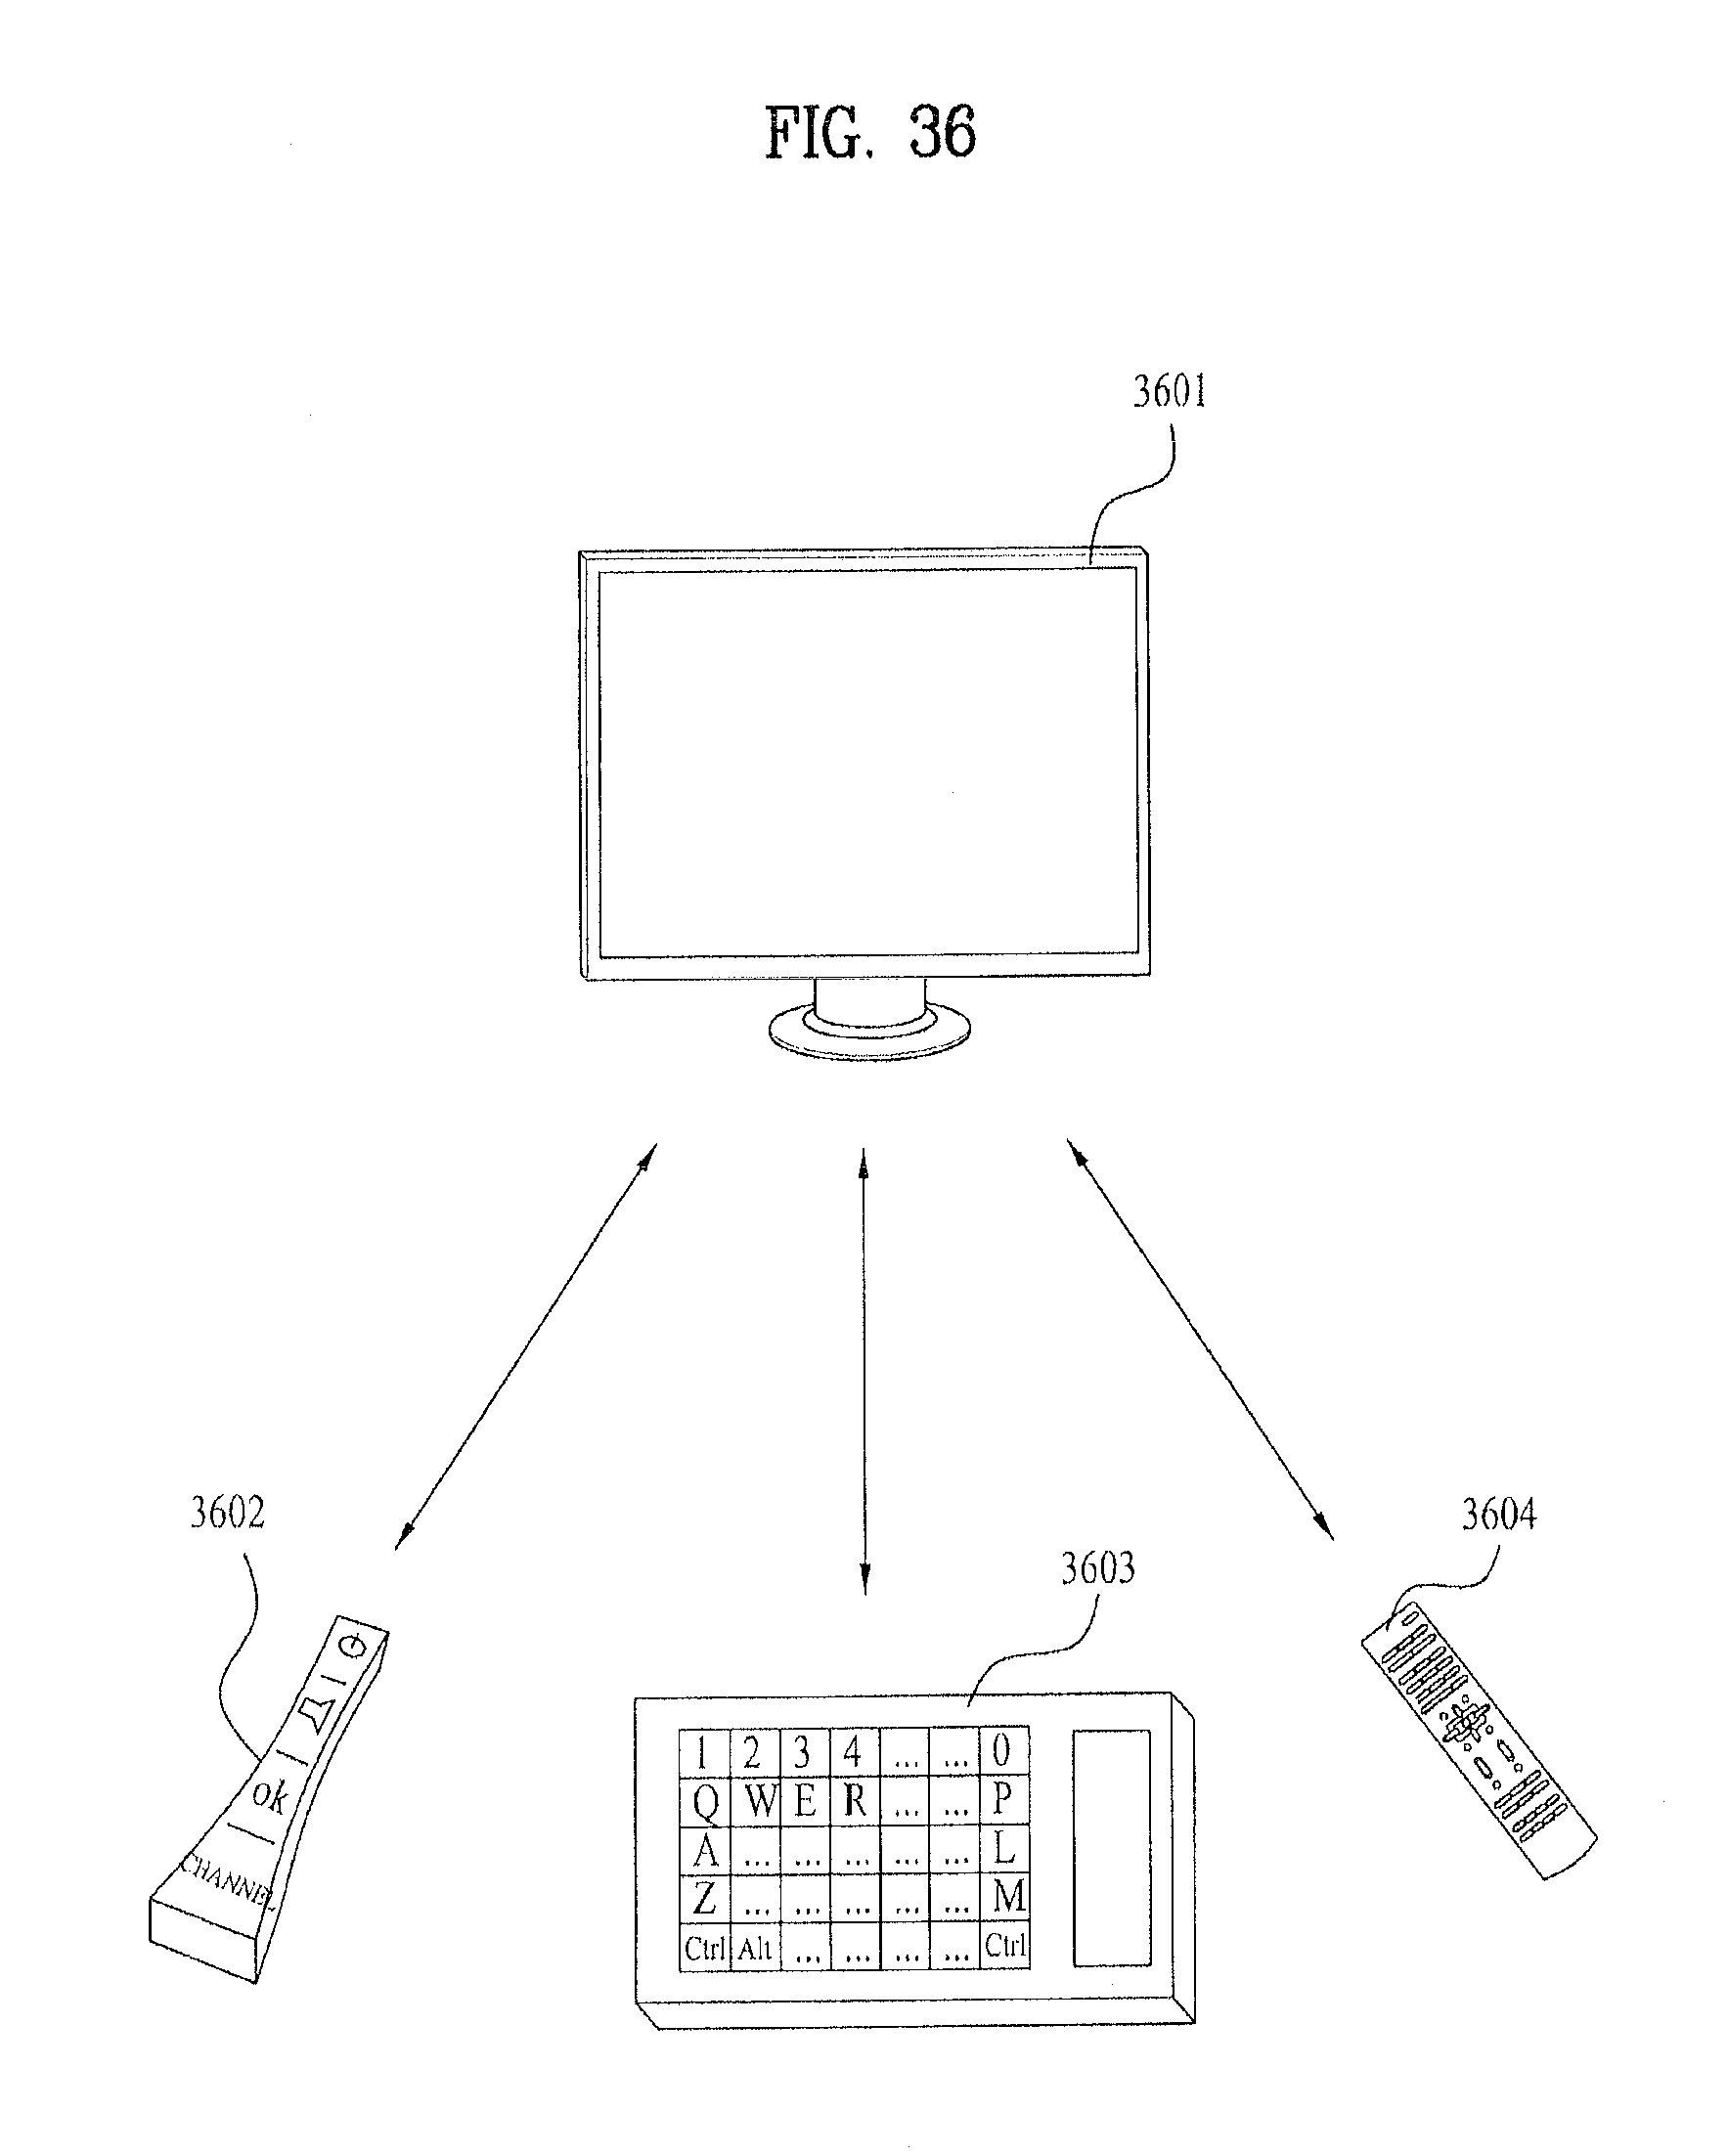 FIG. 36
3601
3602
3604
3603
ok
CHANNEL
1 2 3 4 ... ... 0
Q W E R ... ... P
A ... ... ... ... ... L
Z ... ... ... ... ... M
Ctrl Alt ... ... ... ... Ctrl